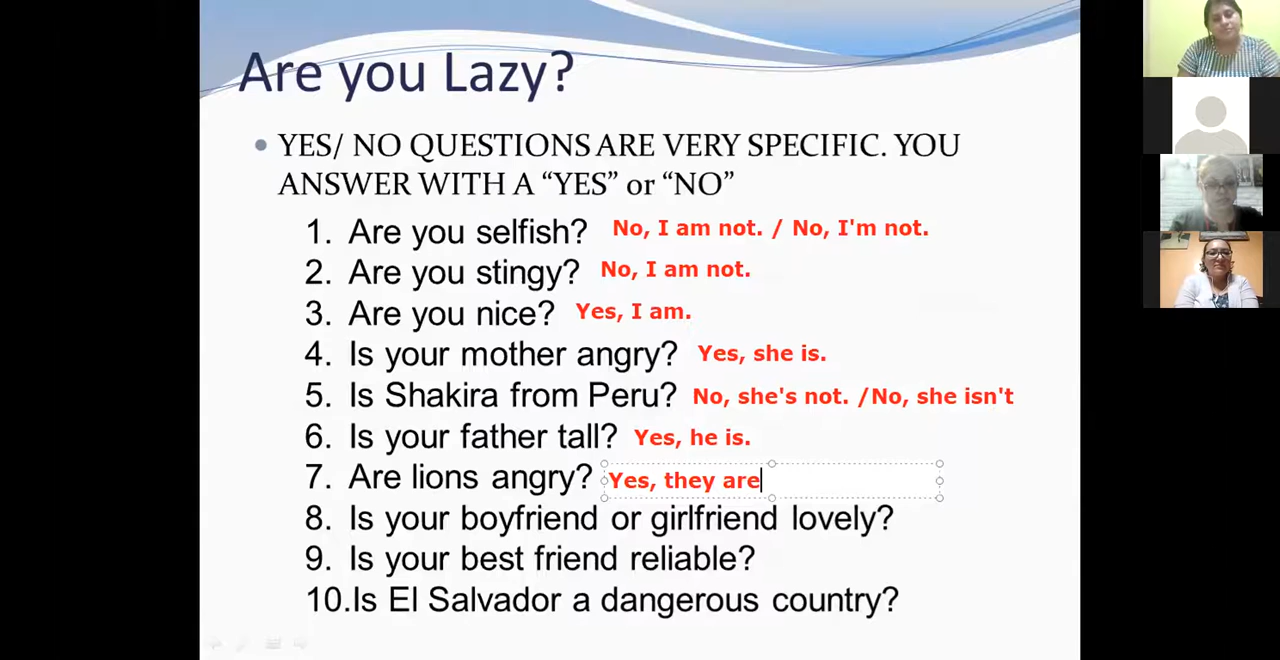 Are you Lazy?
• YES/ NO QUESTIONS ARE VERY SPECIFIC. YOU
ANSWER WITH A “YES” or “NO”
1. Are you selfish? No, I am not. / No, I'm not.
2. Are you stingy? No, I am not.
3. Are you nice? Yes, I am.
4. Is your mother angry? Yes, she is.
5. Is Shakira from Peru? No, she's not. /No, she isn't
6. Is your father tall? Yes, he is.
7. Are lions angry? Yes, they are
8. Is your boyfriend or girlfriend lovely?
9. Is your best friend reliable?
10.Is El Salvador a dangerous country?